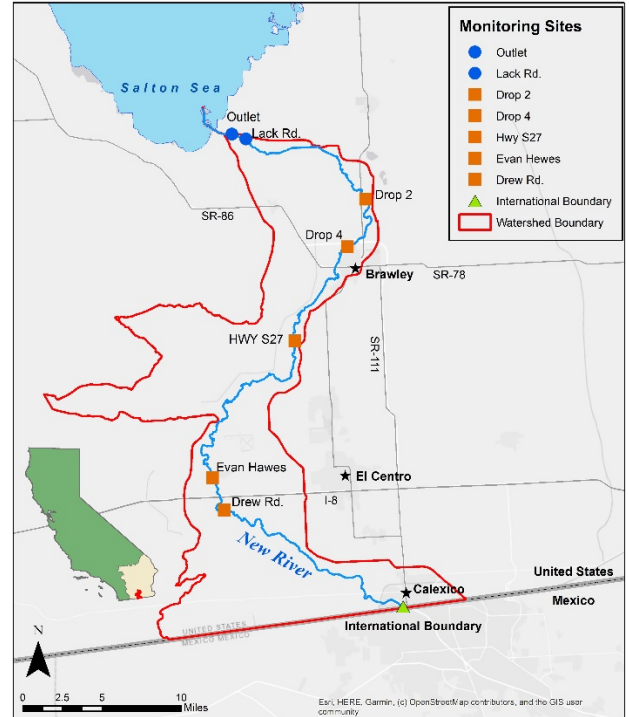 Monitoring Sites
Outlet
Lack Rd.
Drop 2
Drop 4
Hwy S27
Evan Hewes
Drew Rd.
International Boundary
Watershed Boundary
Salton Sea
Outlet
Lack Rd.
Drop 2
SR-86
Drop 4
Brawley
SR-78
HWY S27
SR-111
Evan Hawes
El Centro
Drew Rd.
I-8
New River
Calexico
United States
Mexico
International Boundary
UNITED STATES
MEXICO
N
0 2.5 5 10
Miles
Esri, HERE, Garmin, (c) OpenStreetMap contributors, and the GIS user
community